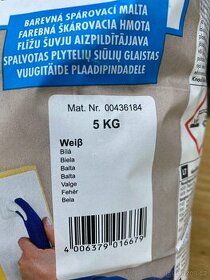 BAREVNÁ SPÁROVACÍ MALTA
FAREBNÁ ŠKÁROVACIA HMOTA
FLĪŽU ŠUVJU AIZPILDĪTĀJAVA
SPALVOTAS PLYTELIŲ SIŪLIŲ GLAISTAS
VUUGITÄIDE PLAADIPINDADELE
Mat. Nr. 00436184
5 KG
Weiß
Bílá
Biela
Balta
Balta
Valge
Fehér
Bela
4 006379 016679